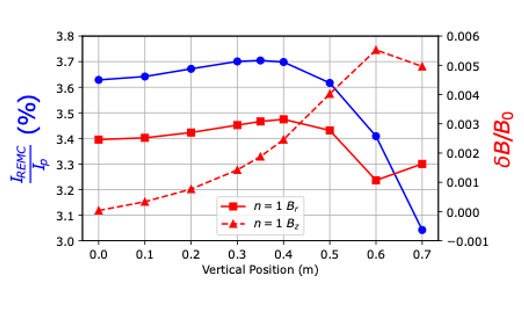 3.8
3.7
3.6
3.5
3.4
3.3
3.2
3.1
3.0
I_REMC / I_p (%)
0.0 0.1 0.2 0.3 0.4 0.5 0.6 0.7
Vertical Position (m)
n = 1 B_r
n = 1 B_z
0.006
0.005
0.004
0.003
0.002
0.001
0.000
−0.001
δB/B_0